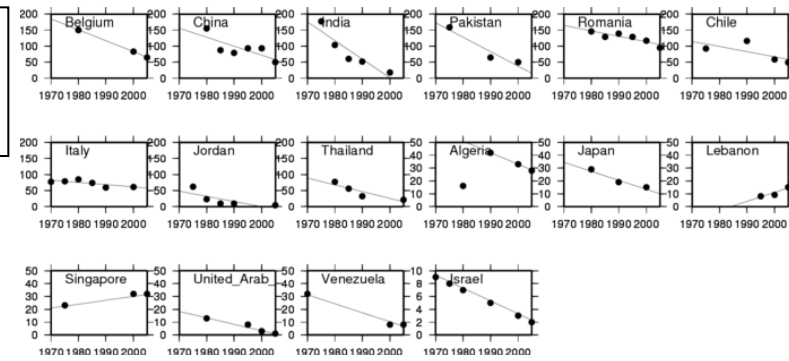 Belgium China India Pakistan Romania Chile
200 200 200 200 200 200
150 150 150 150 150 150
100 100 100 100 100 100
50 50 50 50 50 50
0 0 0 0 0 0
1970 1980 1990 2000 1970 1980 1990 2000 1970 1980 1990 2000 1970 1980 1990 2000 1970 1980 1990 2000 1970 1980 1990 2000
Italy Jordan Thailand Algeria Japan Lebanon
200 200 200 50 50 50
150 150 150 40 40 40
100 100 100 30 30 30
20 20 20
50 50 50 10 10 10
0 0 0 0 0 0
1970 1980 1990 2000 1970 1980 1990 2000 1970 1980 1990 2000 1970 1980 1990 2000 1970 1980 1990 2000 1970 1980 1990 2000
Singapore United_Arab_ Venezuela Israel
50 50 50 10
40 40 40 8
30 30 30 6
20 20 20 4
10 10 10 2
0 0 0 0
1970 1980 1990 2000 1970 1980 1990 2000 1970 1980 1990 2000 1970 1980 1990 2000